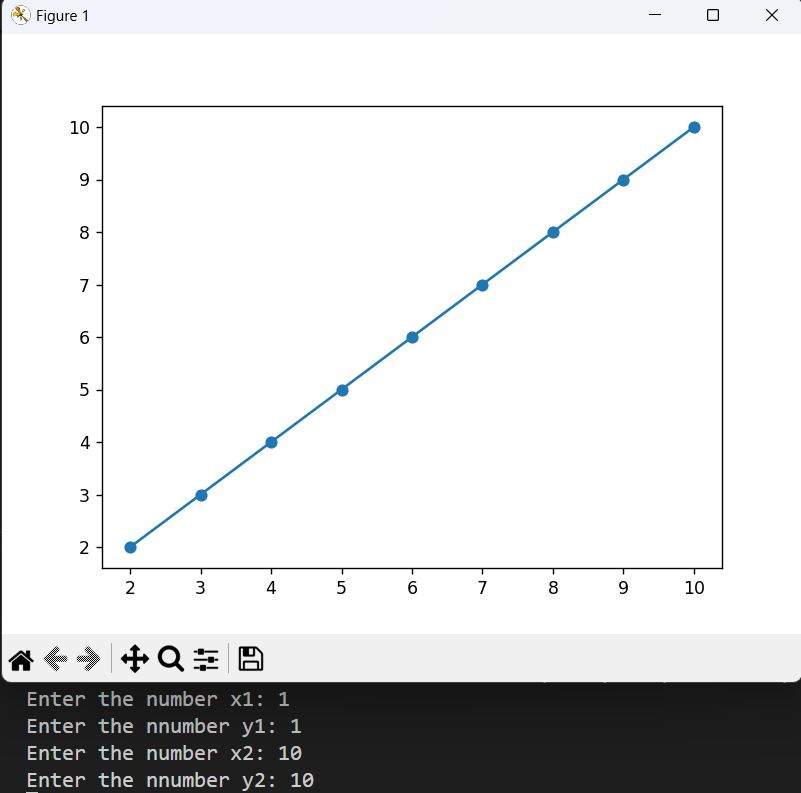 Figure 1
10
9
8
7
6
5
4
3
2
2 3 4 5 6 7 8 9 10
Enter the number x1: 1
Enter the nnumber y1: 1
Enter the number x2: 10
Enter the nnumber y2: 10